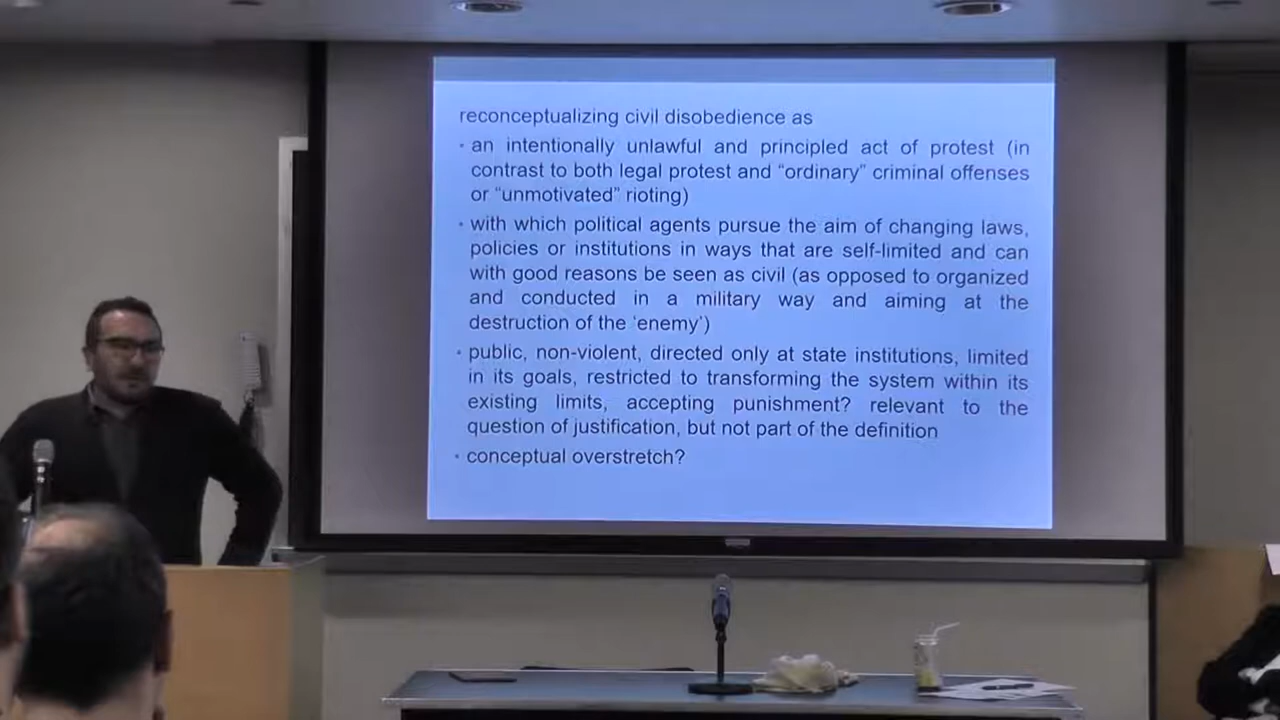 reconceptualizing civil disobedience as
• an intentionally unlawful and principled act of protest (in
contrast to both legal protest and “ordinary” criminal offenses
or “unmotivated” rioting)
• with which political agents pursue the aim of changing laws,
policies or institutions in ways that are self-limited and can
with good reasons be seen as civil (as opposed to organized
and conducted in a military way and aiming at the
destruction of the ‘enemy’)
• public, non-violent, directed only at state institutions, limited
in its goals, restricted to transforming the system within its
existing limits, accepting punishment? relevant to the
question of justification, but not part of the definition
• conceptual overstretch?